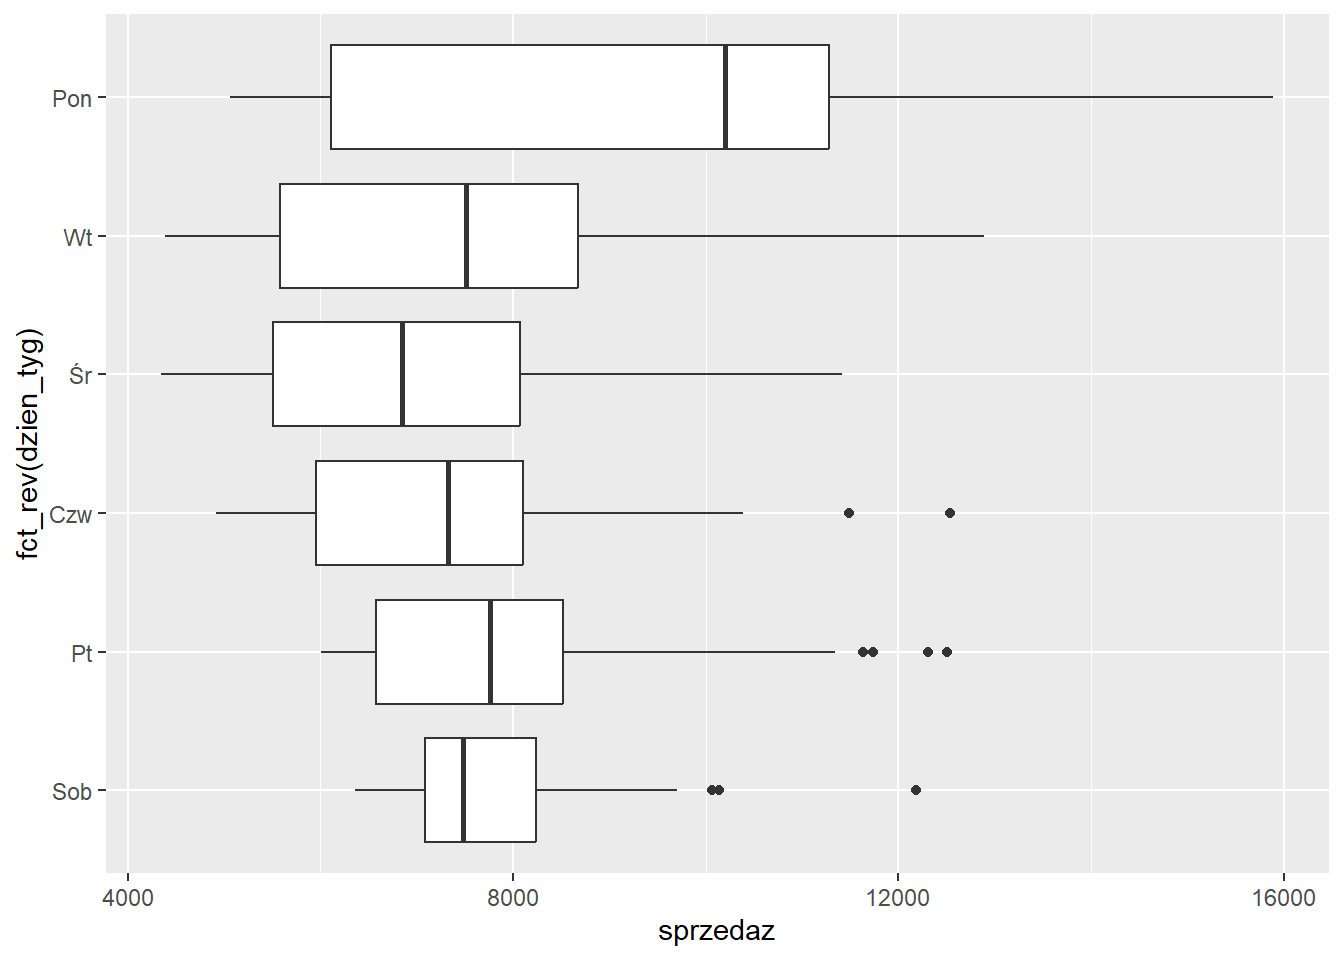 fct_rev(dzien_tyg)
Pon
Wt
Śr
Czw
Pt
Sob
4000 8000 12000 16000
sprzedaz